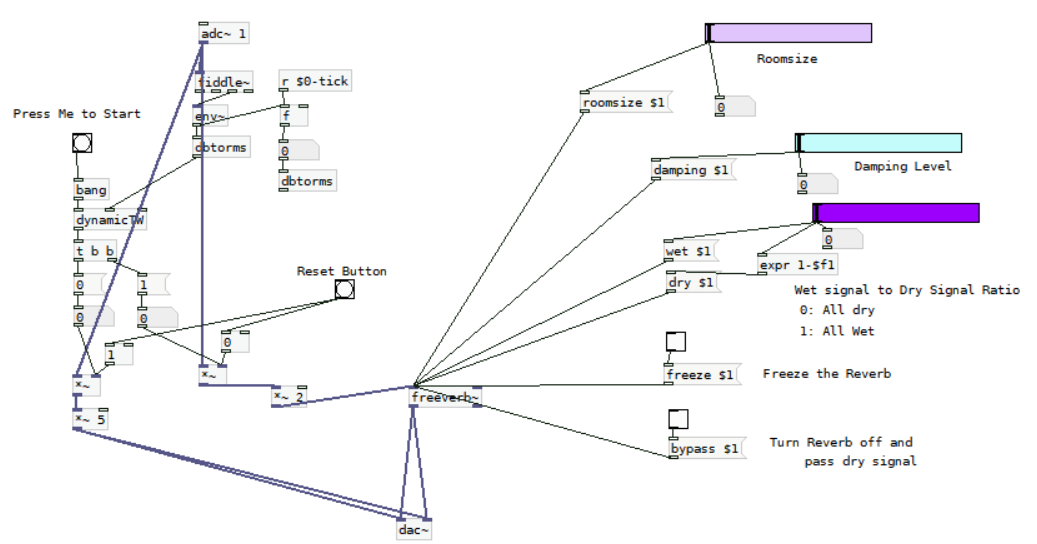 adc~ 1
Roomsize
fiddle~
r $0-tick
roomsize $1
0
Press Me to Start
env~
f
dbtorms
0
damping $1
Damping Level
0
bang
dbtorms
dynamicTW
wet $1
0
t b b
expr 1-$f1
Reset Button
dry $1
Wet signal to Dry Signal Ratio
0
1
0: All dry
0
0
1: All Wet
0
1
*~
*~
freeze $1
Freeze the Reverb
*~ 2
freeverb~
*~ 5
Turn Reverb off and
bypass $1
pass dry signal
dac~